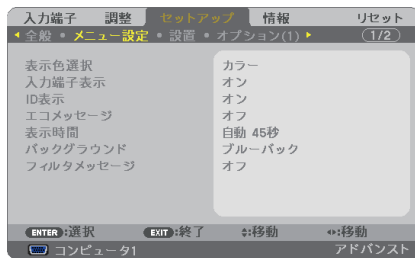 入力端子 調整 セットアップ 情報 リセット
全般 • メニュー設定 • 設置 • オプション(1) 1/2
表示色選択 カラー
入力端子表示 オン
ID表示 オン
エコメッセージ オフ
表示時間 自動 45秒
バックグラウンド ブルーバック
フィルタメッセージ オフ
ENTER:選択 EXIT:終了 :移動 :移動
コンピュータ1 アドバンスト